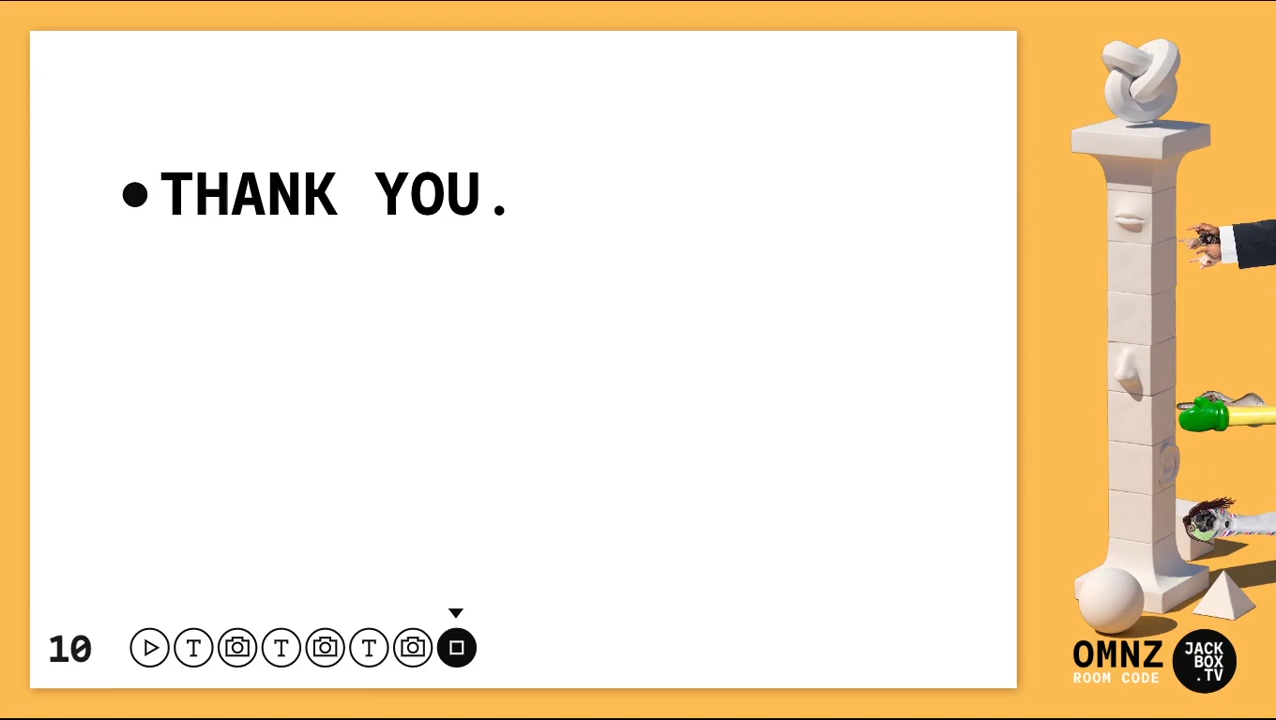 • THANK YOU.
10
T
T
T
OMNZ
ROOM CODE
JACK
BOX
.TV